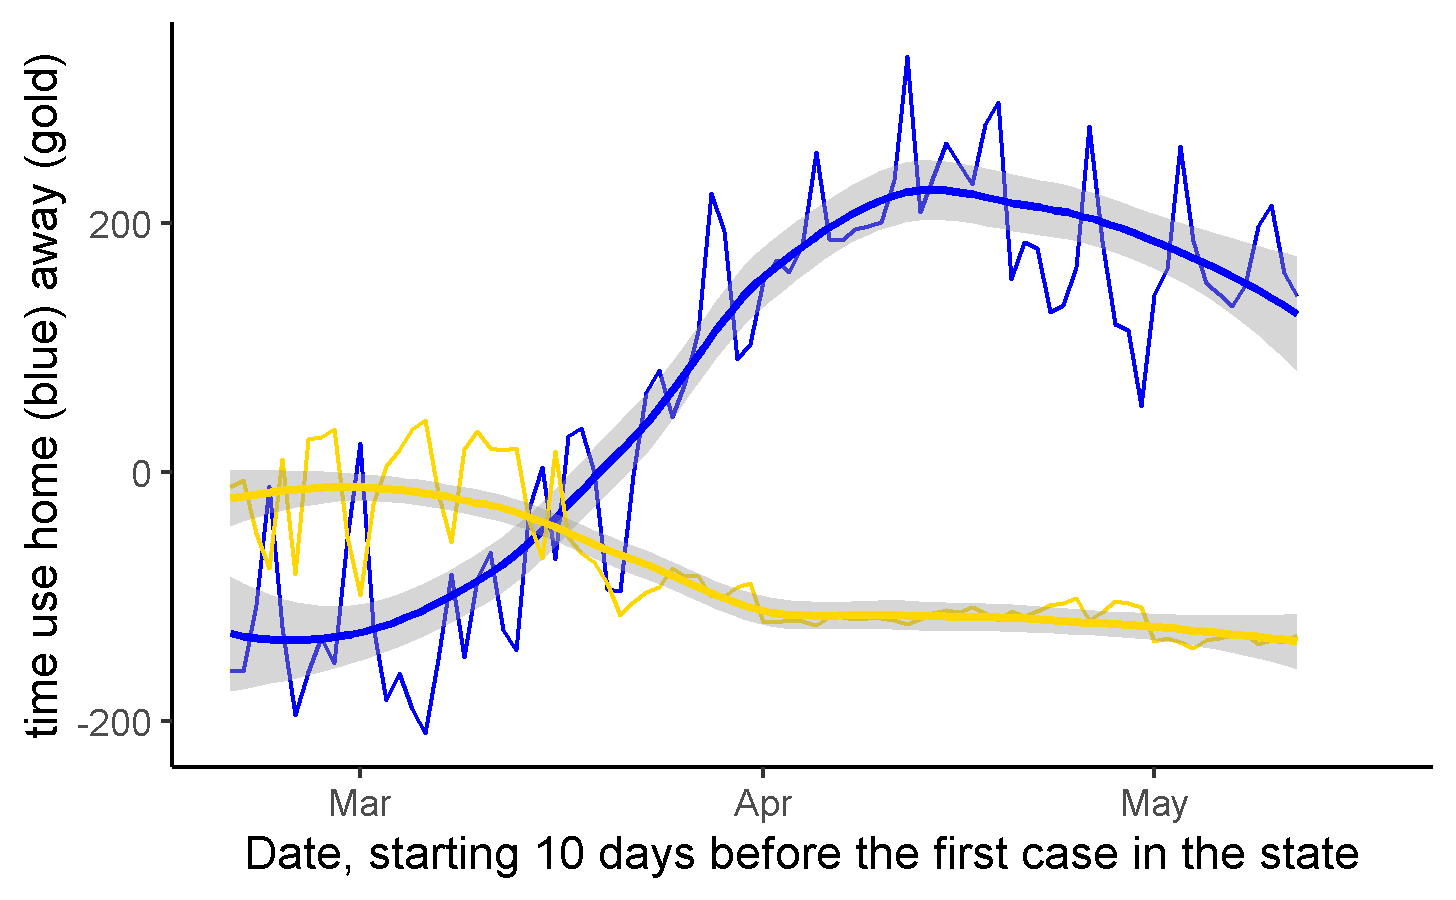 time use home (blue) away (gold)
200
0
-200
Mar Apr May
Date, starting 10 days before the first case in the state